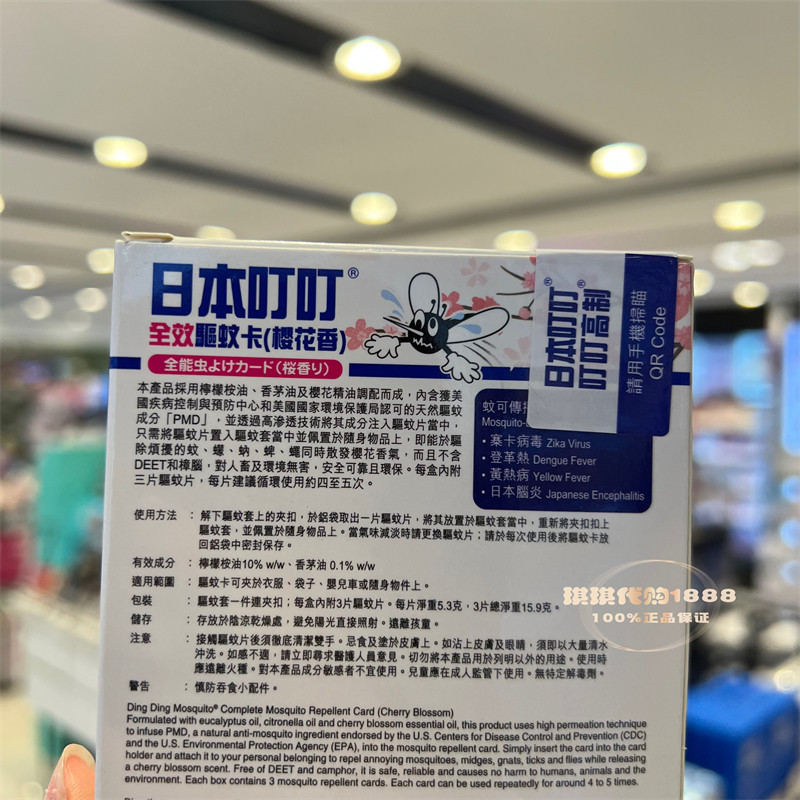 日本叮叮®
全效驅蚊卡(櫻花香)
全能虫よけカード(桜香り)
日本叮叮®
叮叮高制®
請用手機掃瞄
QR Code
本產品採用檸檬桉油、香茅油及櫻花精油調配而成，內含獲美
國疾病控制與預防中心和美國國家環境保護局認可的天然驅蚊
成分「PMD」，並透過高滲透技術將其成分注入驅蚊片當中，
只需將驅蚊片置入驅蚊套當中並佩置於隨身物品上，即能於驅
除煩擾的蚊、蠓、蚋、蜱、蠅同時散發櫻花香氣，而且不含
DEET和樟腦，對人畜及環境無害，安全可靠且環保。每盒內附
三片驅蚊片，每片建議循環使用約四至五次。
蚊可傳
Mosquito-
• 寨卡病毒 Zika Virus
• 登革熱 Dengue Fever
• 黃熱病 Yellow Fever
• 日本腦炎 Japanese Encephalitis
使用方法 ：解下驅蚊套上的夾扣，於鋁袋取出一片驅蚊片，將其放置於驅蚊套當中，重新將夾扣扣上
驅蚊套，並佩置於隨身物品上。當氣味減淡時請更換驅蚊片；請於每次使用後將驅蚊卡放
回鋁袋中密封保存。
有效成分 ：檸檬桉油10% w/w、香茅油 0.1% w/w
適用範圍 ：驅蚊卡可夾於衣服、袋子、嬰兒車或隨身物件上。
包裝 ：驅蚊套一件連夾扣；每盒內附3片驅蚊片。每片淨重5.3克，3片總淨重15.9克。
儲存 ：存放於陰涼乾燥處，避免陽光直接照射。遠離孩童。
注意 ：接觸驅蚊片後須徹底清潔雙手。忌食及塗於皮膚上。如沾上皮膚及眼睛，須即以大量清水
沖洗。如感不適，請立即尋求醫護人員意見。切勿將本產品用於列明以外的用途。使用時
應遠離火種。對本產品成分敏感者不宜使用。兒童應在成人監管下使用。無特定解毒劑。
警告 ：慎防吞食小配件。
琪琪代购1888
100%正品保证
Ding Ding Mosquito® Complete Mosquito Repellent Card (Cherry Blossom)
Formulated with eucalyptus oil, citronella oil and cherry blossom essential oil, this product uses high permeation technique
to infuse PMD, a natural anti-mosquito ingredient endorsed by the U.S. Centers for Disease Control and Prevention (CDC)
and the U.S. Environmental Protection Agency (EPA), into the mosquito repellent card. Simply insert the card into the card
holder and attach it to your personal belonging to repel annoying mosquitoes, midges, gnats, ticks and flies while releasing
a cherry blossom scent. Free of DEET and camphor, it is safe, reliable and causes no harm to humans, animals and the
environment. Each box contains 3 mosquito repellent cards. Each card can be used repeatedly for around 4 to 5 times.